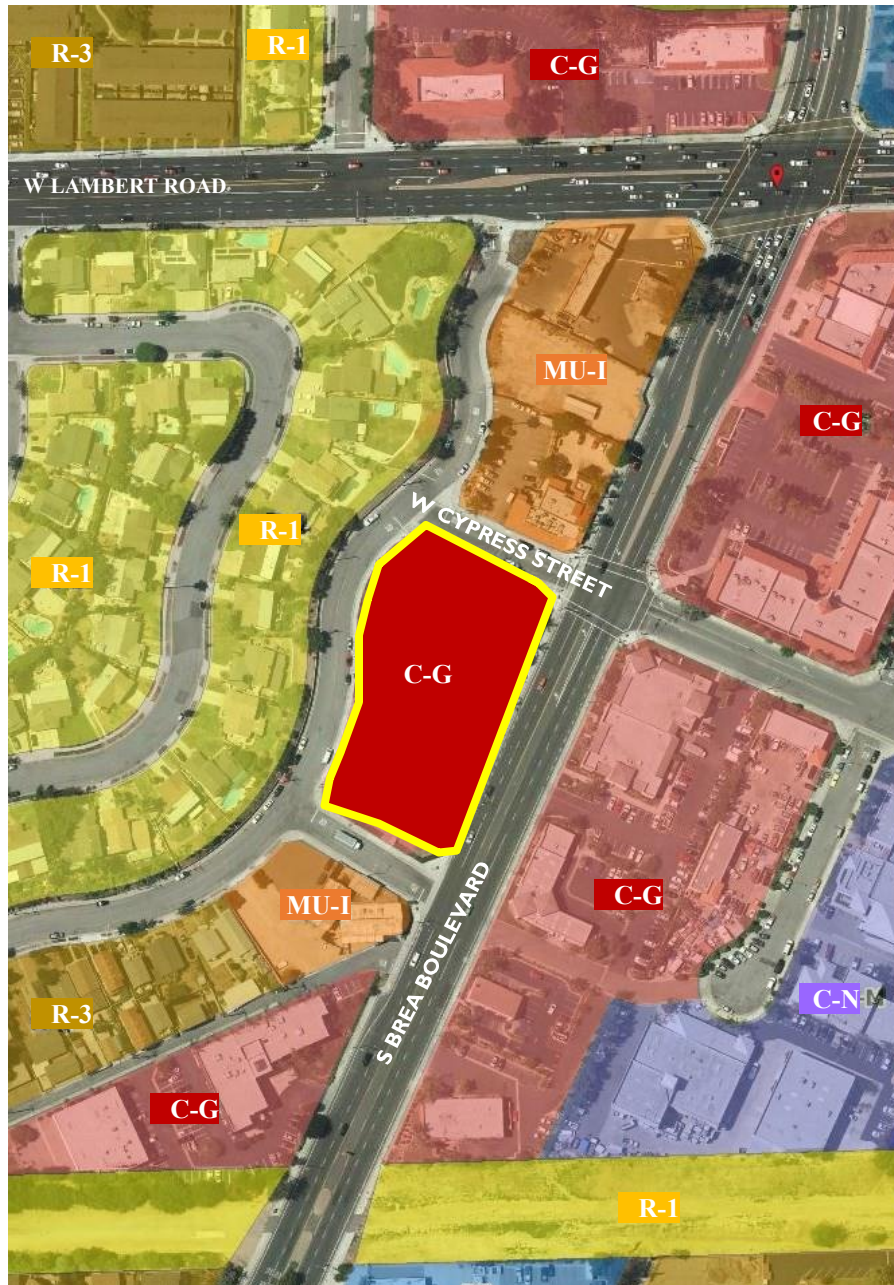 R-3
R-1
C-G
W LAMBERT ROAD
MU-I
C-G
W CYPRESS STREET
R-1
R-1
C-G
MU-I
C-G
S BREA BOULEVARD
C-N
R-3
C-G
R-1